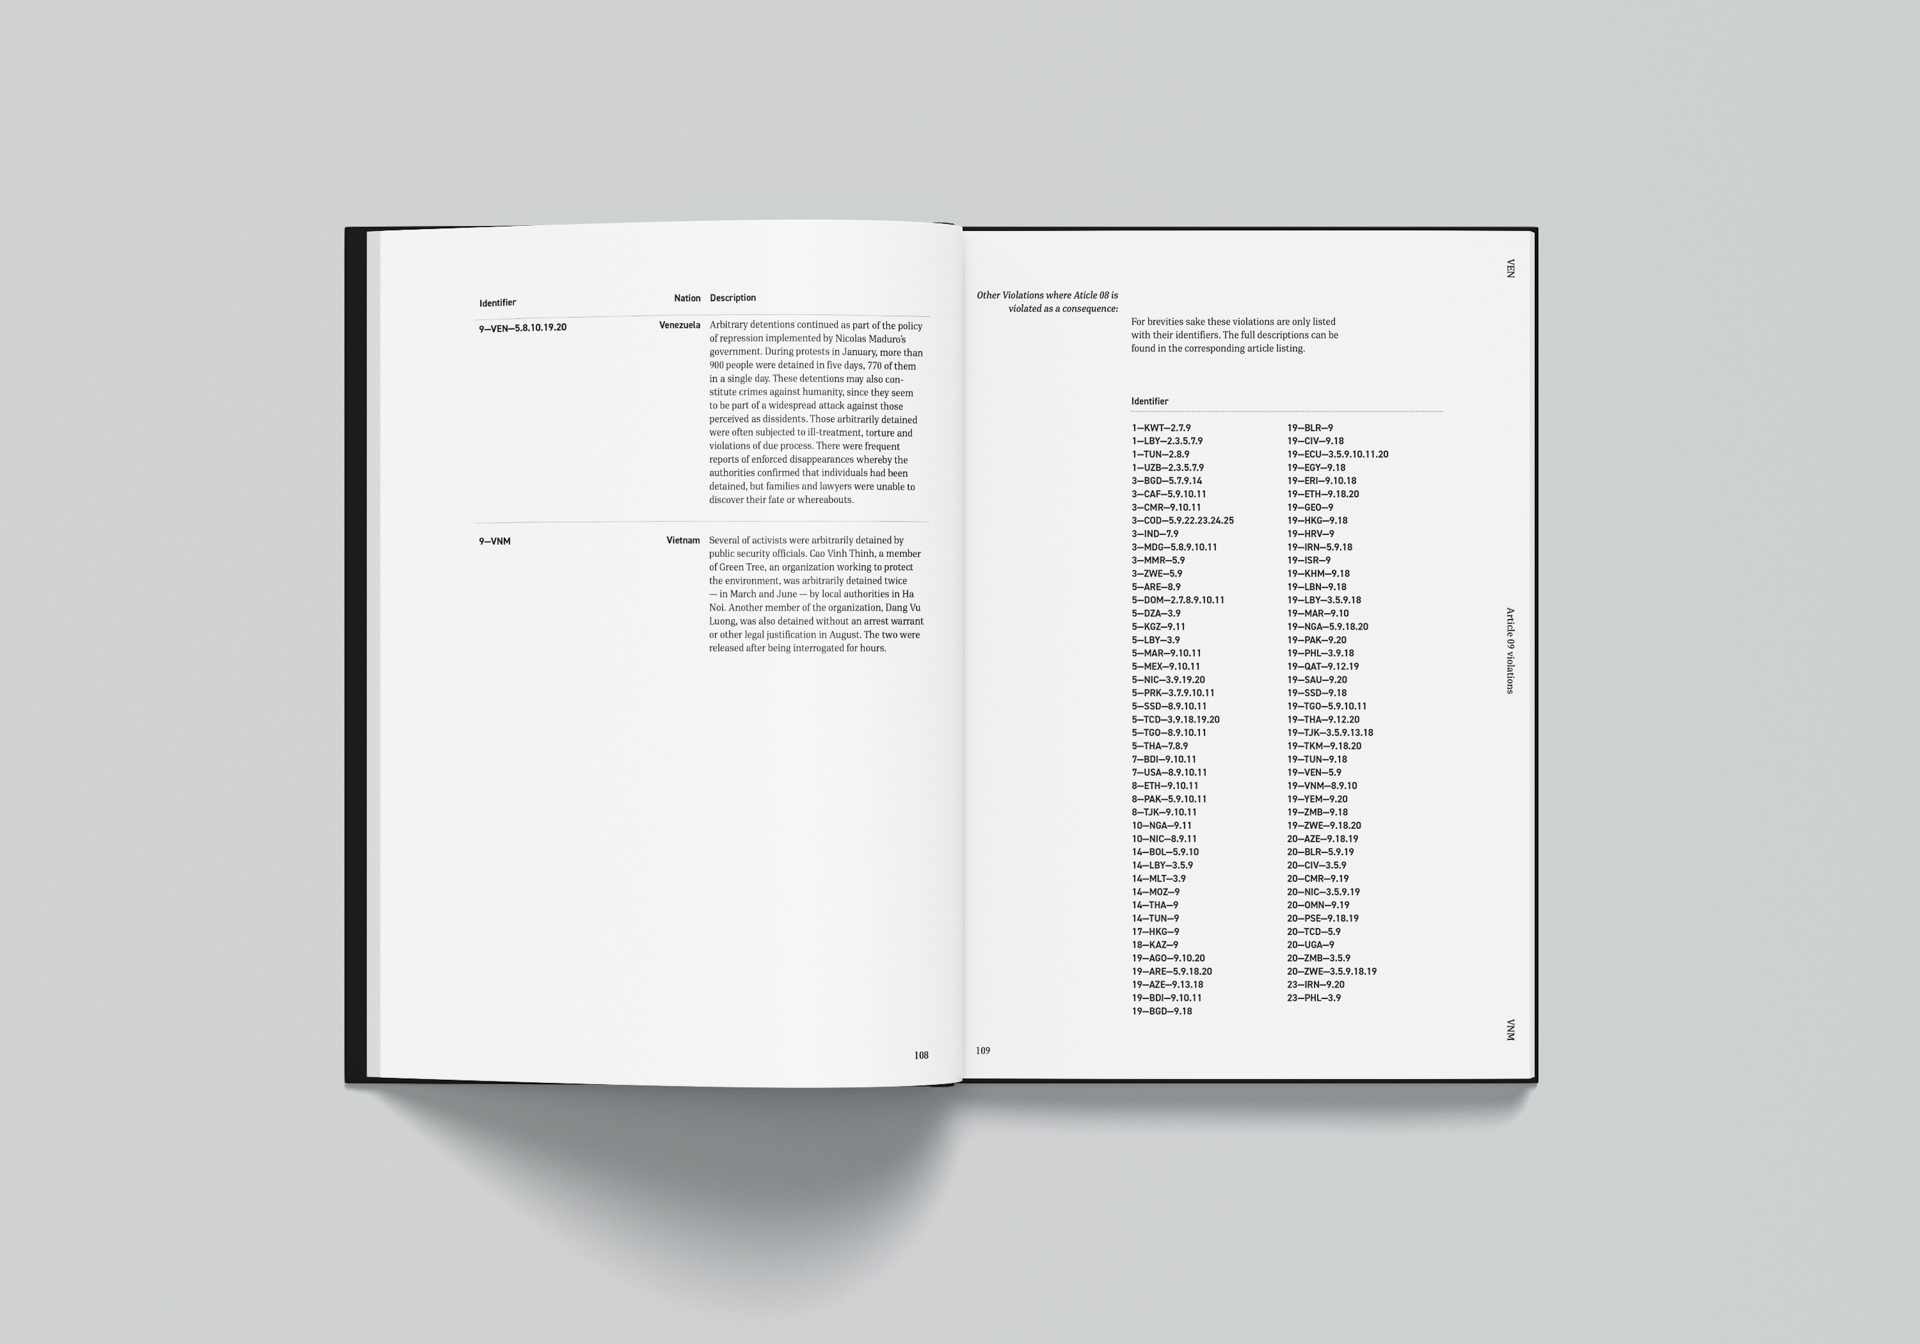 Identifier Nation Description
9—VEN—5.8.10.19.20 Venezuela Arbitrary detentions continued as part of the policy
of repression implemented by Nicolas Maduro's
government. During protests in January, more than
900 people were detained in five days, 770 of them
in a single day. These detentions may also con-
stitute crimes against humanity, since they seem
to be part of a widespread attack against those
perceived as dissidents. Those arbitrarily detained
were often subjected to ill-treatment, torture and
violations of due process. There were frequent
reports of enforced disappearances whereby the
authorities confirmed that individuals had been
detained, but families and lawyers were unable to
discover their fate or whereabouts.
9—VNM Vietnam Several of activists were arbitrarily detained by
public security officials. Cao Vinh Thinh, a member
of Green Tree, an organization working to protect
the environment, was arbitrarily detained twice
— in March and June — by local authorities in Ha
Noi. Another member of the organization, Dang Vu
Luong, was also detained without an arrest warrant
or other legal justification in August. The two were
released after being interrogated for hours.
108
Other Violations where Aticle 08 is
violated as a consequence:
For brevities sake these violations are only listed
with their identifiers. The full descriptions can be
found in the corresponding article listing.
Identifier
1—KWT—2.7.9
1—LBY—2.3.5.7.9
1—TUN—2.8.9
1—UZB—2.3.5.7.9
3—BGD—5.7.9.14
3—CAF—5.9.10.11
3—CMR—9.10.11
3—COD—5.9.22.23.24.25
3—IND—7.9
3—MDG—5.8.9.10.11
3—MMR—5.9
3—ZWE—5.9
5—ARE—8.9
5—DOM—2.7.8.9.10.11
5—DZA—3.9
5—KGZ—9.11
5—LBY—3.9
5—MAR—9.10.11
5—MEX—9.10.11
5—NIC—3.9.19.20
5—PRK—3.7.9.10.11
5—SSD—8.9.10.11
5—TCD—3.9.18.19.20
5—TGO—8.9.10.11
5—THA—7.8.9
7—BDI—9.10.11
7—USA—8.9.10.11
8—ETH—9.10.11
8—PAK—5.9.10.11
8—TJK—9.10.11
10—NGA—9.11
10—NIC—8.9.11
14—BOL—5.9.10
14—LBY—3.5.9
14—MLT—3.9
14—MOZ—9
14—THA—9
14—TUN—9
17—HKG—9
18—KAZ—9
19—AGO—9.10.20
19—ARE—5.9.18.20
19—AZE—9.13.18
19—BDI—9.10.11
19—BGD—9.18
19—BLR—9
19—CIV—9.18
19—ECU—3.5.9.10.11.20
19—EGY—9.18
19—ERI—9.10.18
19—ETH—9.18.20
19—GEO—9
19—HKG—9.18
19—HRV—9
19—IRN—5.9.18
19—ISR—9
19—KHM—9.18
19—LBN—9.18
19—LBY—3.5.9.18
19—MAR—9.10
19—NGA—5.9.18.20
19—PAK—9.20
19—PHL—3.9.18
19—QAT—9.12.19
19—SAU—9.20
19—SSD—9.18
19—TGO—5.9.10.11
19—THA—9.12.20
19—TJK—3.5.9.13.18
19—TKM—9.18.20
19—TUN—9.18
19—VEN—5.9
19—VNM—8.9.10
19—YEM—9.20
19—ZMB—9.18
19—ZWE—9.18.20
20—AZE—9.18.19
20—BLR—5.9.19
20—CIV—3.5.9
20—CMR—9.19
20—NIC—3.5.9.19
20—OMN—9.19
20—PSE—9.18.19
20—TCD—5.9
20—UGA—9
20—ZMB—3.5.9
20—ZWE—3.5.9.18.19
23—IRN—9.20
23—PHL—3.9
VEN
Article 09 violations
VNM
109